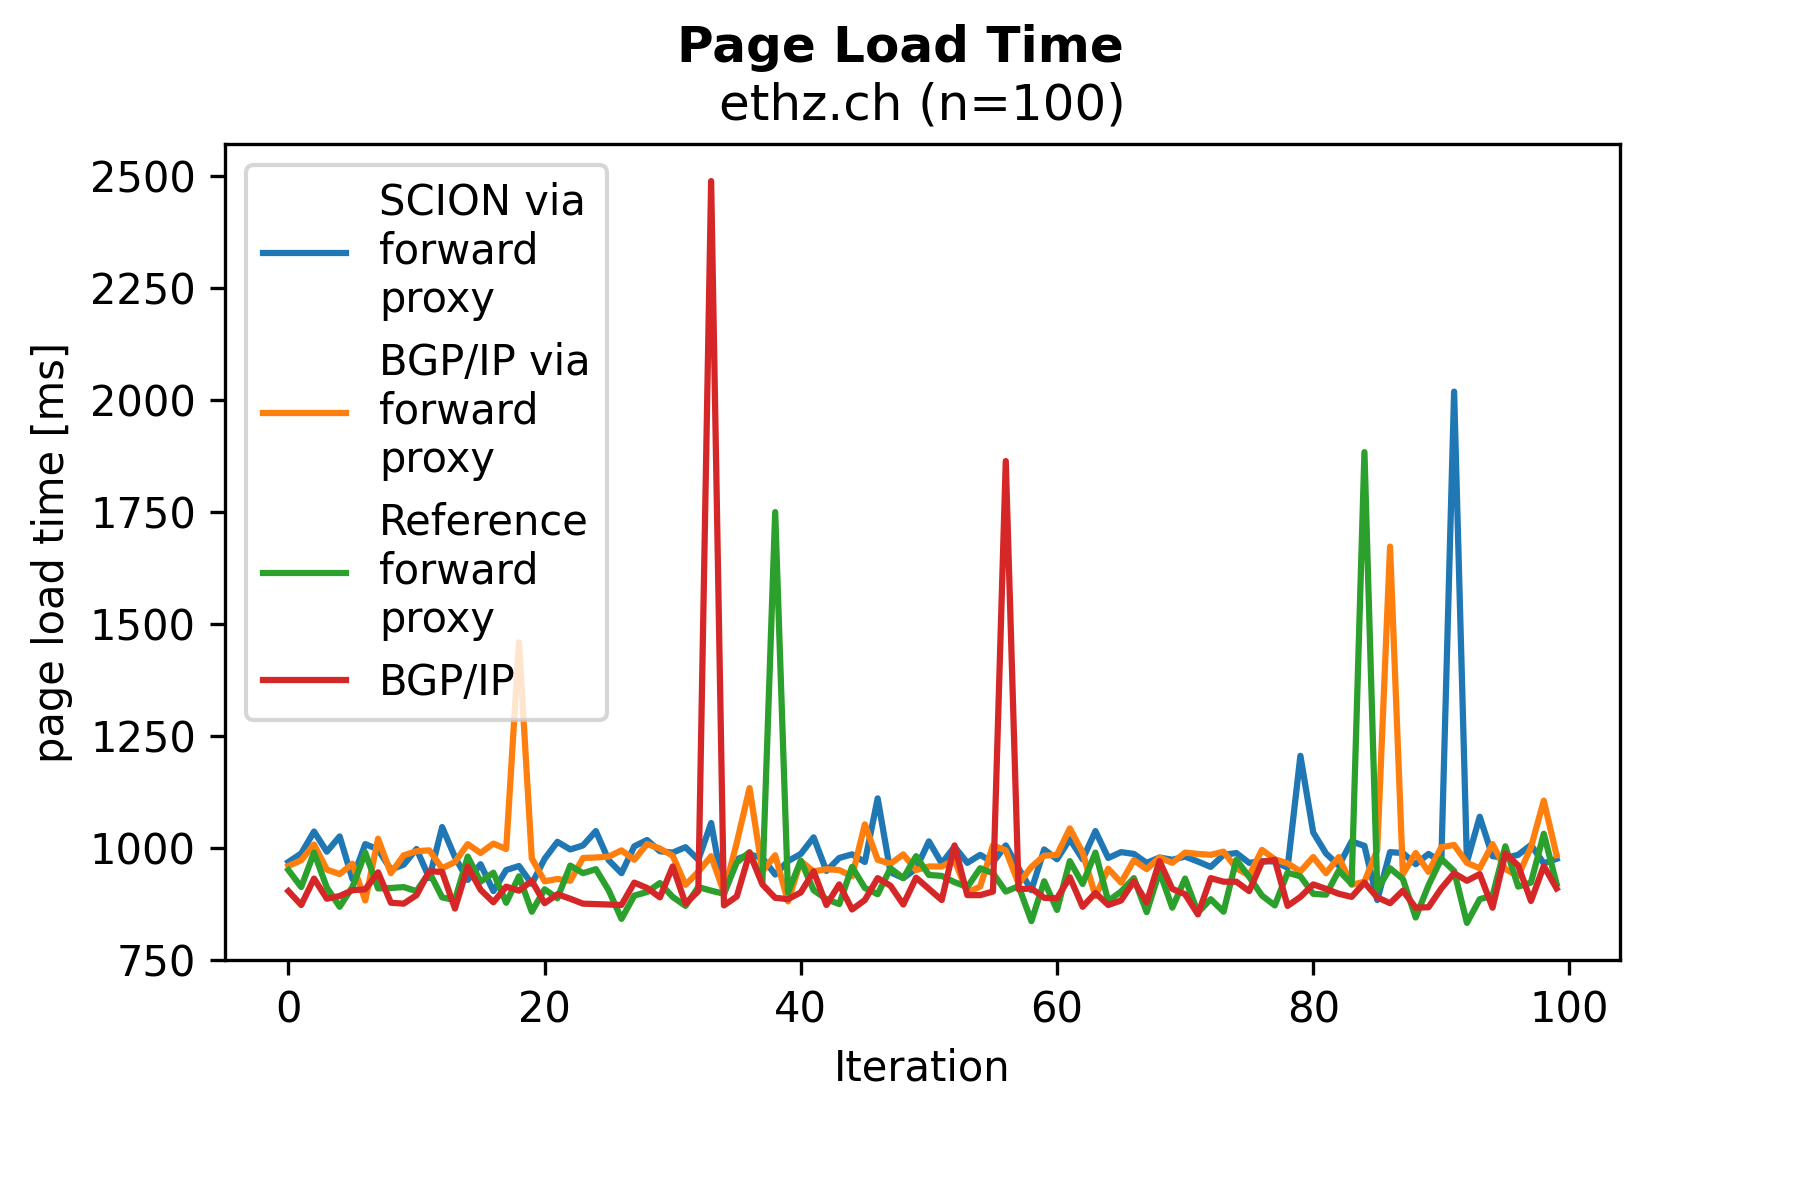 Page Load Time
ethz.ch (n=100)
2500
2250
2000
1750
1500
1250
1000
750
page load time [ms]
SCION via
forward
proxy
BGP/IP via
forward
proxy
Reference
forward
proxy
BGP/IP
0 20 40 60 80 100
Iteration